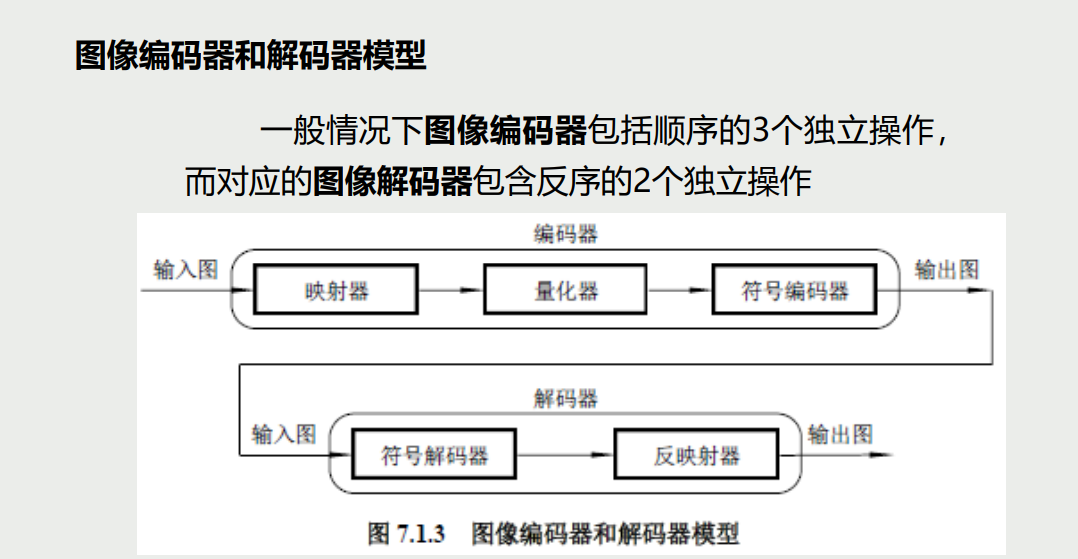 图像编码器和解码器模型
一般情况下图像编码器包括顺序的3个独立操作，
而对应的图像解码器包含反序的2个独立操作
编码器
输入图
映射器
量化器
符号编码器
输出图
解码器
输入图
符号解码器
反映射器
输出图
图 7.1.3 图像编码器和解码器模型